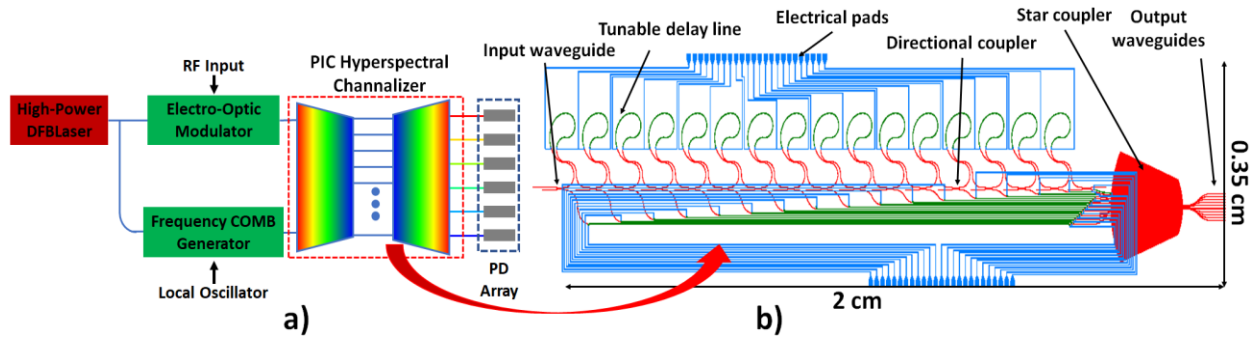 RF Input
High-Power
DFBLaser
Electro-Optic
Modulator
Frequency COMB
Generator
Local Oscillator
PIC Hyperspectral
Channalizer
PD
Array
a)
Input waveguide
Tunable delay line
Electrical pads
Directional coupler
Star coupler
Output
waveguides
0.35 cm
2 cm
b)